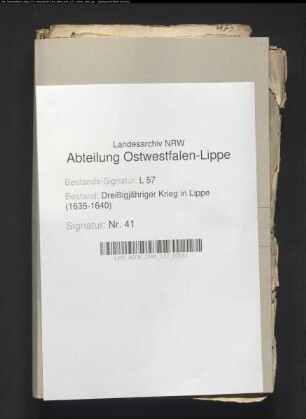 Landesarchiv NRW
Abteilung Ostwestfalen-Lippe
Bestands-Signatur: L 57
Bestand: Dreißigjähriger Krieg in Lippe
(1635-1640)
Signatur: Nr. 41